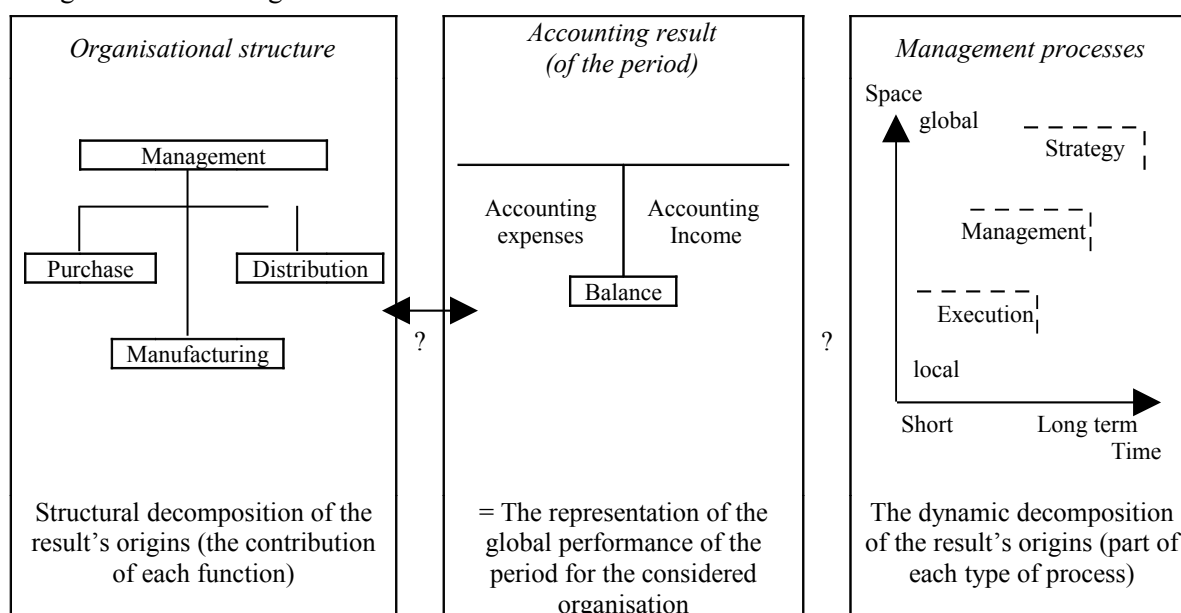 Organisational structure
Management
Purchase
Distribution
Manufacturing
Structural decomposition of the
result's origins (the contribution
of each function)
?
Accounting result
(of the period)
Accounting
expenses
Accounting
Income
Balance
= The representation of the
global performance of the
period for the considered
organisation
?
Management processes
Space
global
Strategy
Management
Execution
local
Short
Long term
Time
The dynamic decomposition
of the result's origins (part of
each type of process)